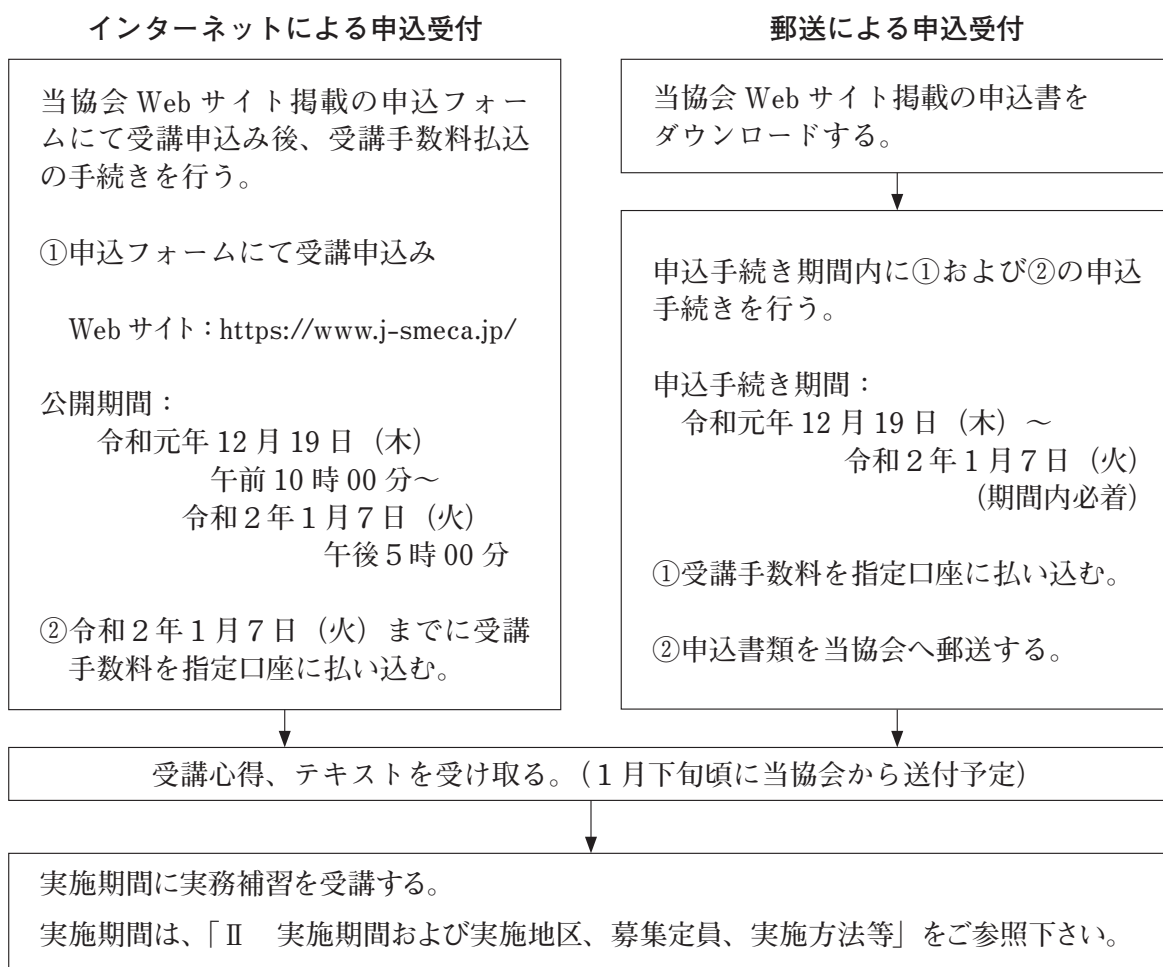 インターネットによる申込受付
当協会 Web サイト掲載の申込フォー
ムにて受講申込み後、受講手数料払込
の手続きを行う。
①申込フォームにて受講申込み
Web サイト:https://www.j-smeca.jp/
公開期間:
令和元年 12 月 19 日(木)
午前 10 時 00 分~
令和2年1月7日(火)
午後5時 00 分
②令和2年1月7日(火)までに受講
手数料を指定口座に払い込む。
郵送による申込受付
当協会 Web サイト掲載の申込書を
ダウンロードする。
申込手続き期間内に①および②の申込
手続きを行う。
申込手続き期間:
令和元年 12 月 19 日(木)~
令和2年1月7日(火)
(期間内必着)
①受講手数料を指定口座に払い込む。
②申込書類を当協会へ郵送する。
受講心得、テキストを受け取る。(1月下旬頃に当協会から送付予定)
実施期間に実務補習を受講する。
実施期間は、「Ⅱ 実施期間および実施地区、募集定員、実施方法等」をご参照下さい。